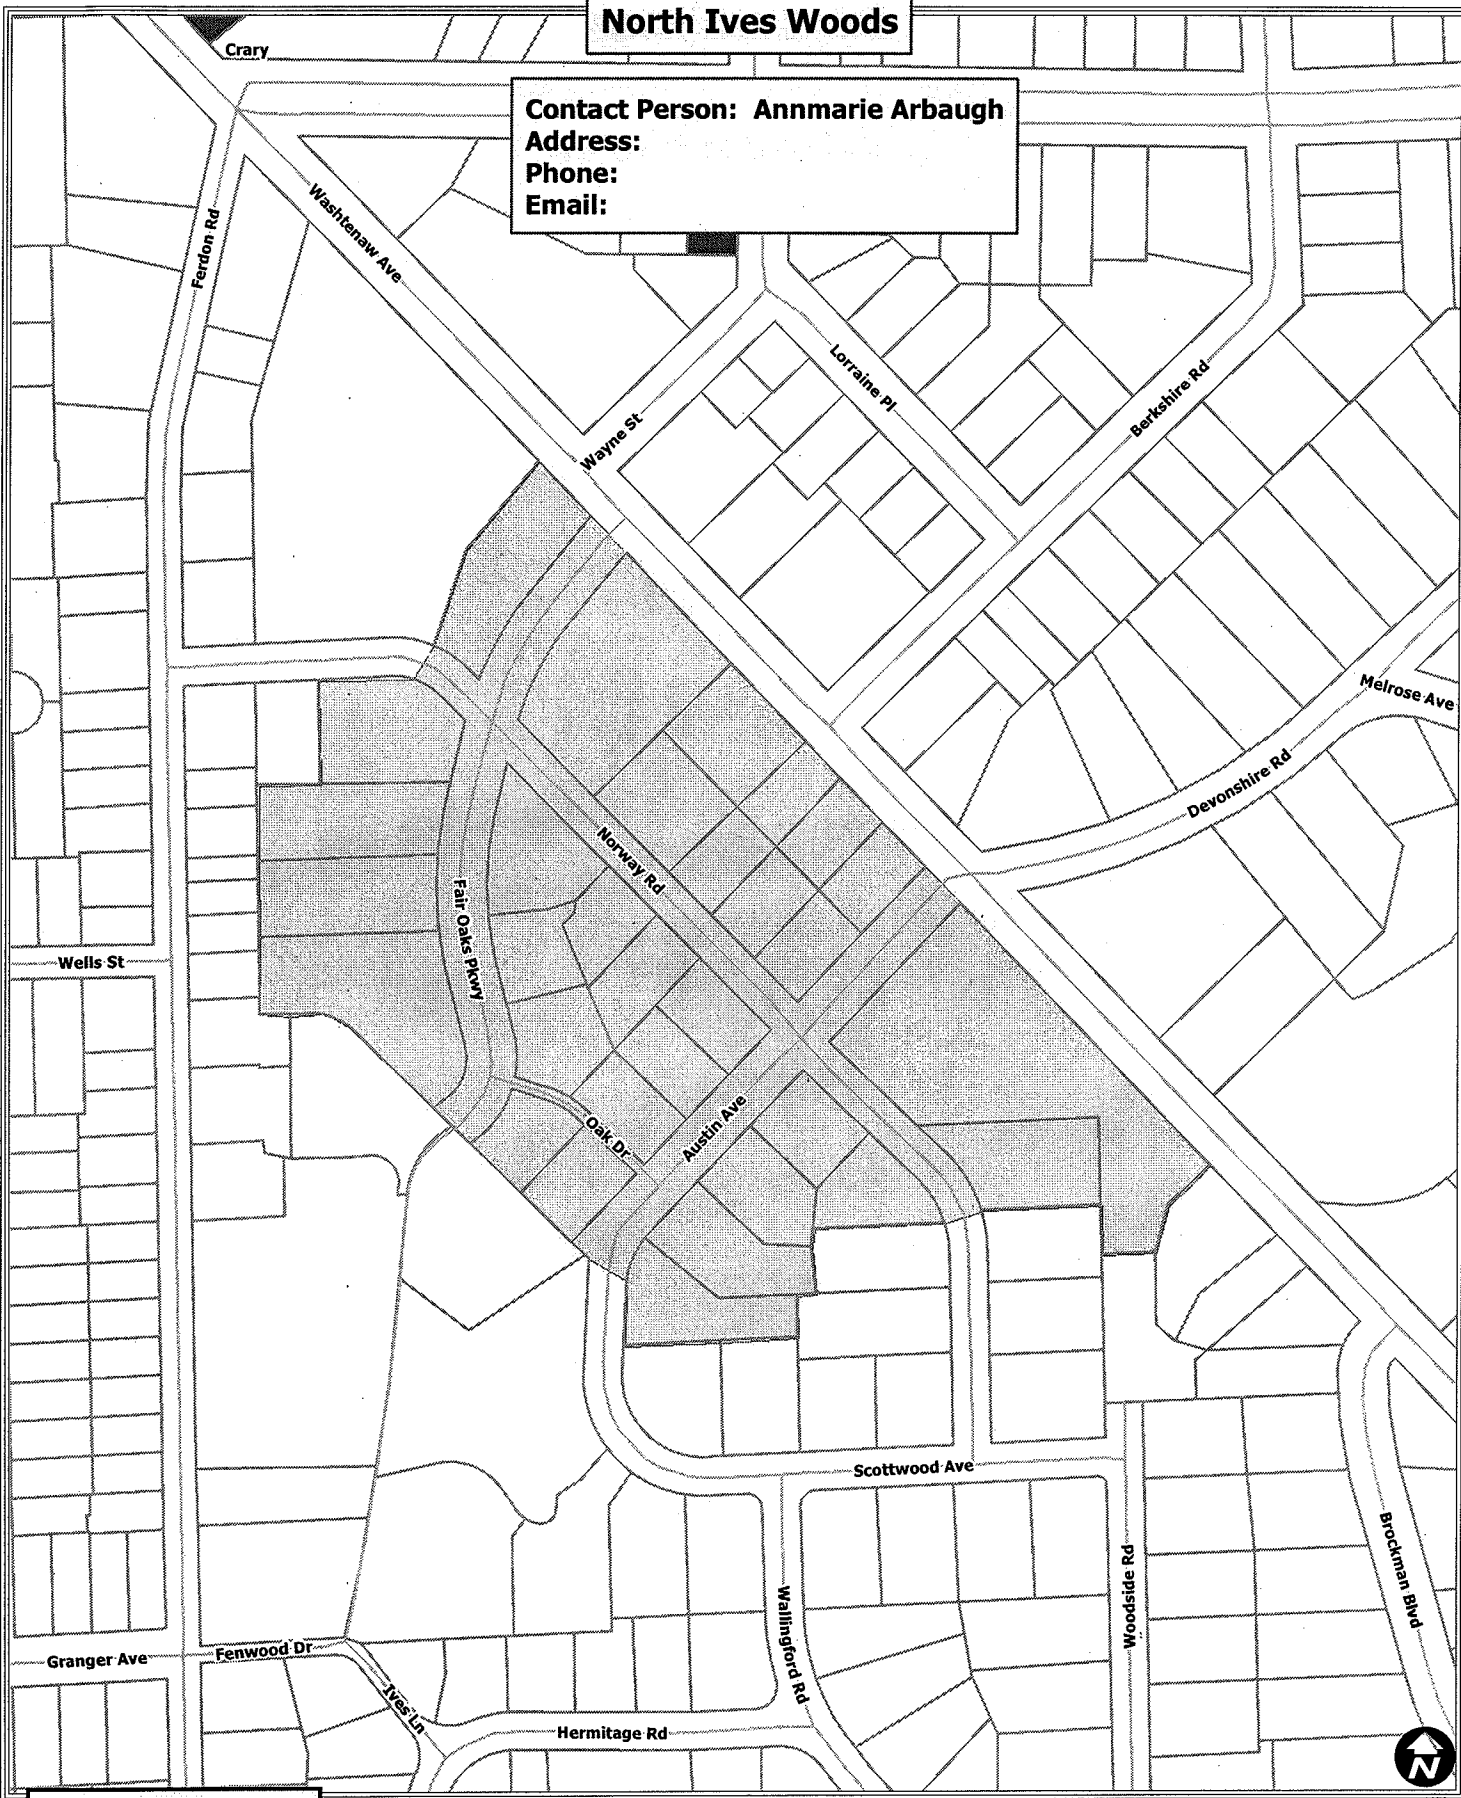 North Ives Woods
Crary
Contact Person: Annmarie Arbaugh
Address:
Phone:
Email:
Ferdon Rd
Washtenaw Ave
Lorraine Pl
Berkshire Rd
Wayne St
Melrose Ave
Devonshire Rd
Norway Rd
Fair Oaks Pkwy
Wells St
Oak Dr
Austin Ave
Scottwood Ave
Brockman Blvd
Woodside Rd
Wallingford Rd
Granger Ave
Fenwood Dr
Ives Ln
Hermitage Rd
N